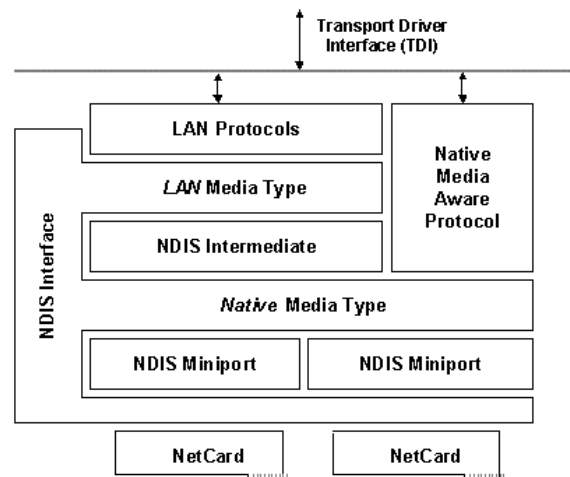 Transport Driver
Interface (TDI)
LAN Protocols
Native
Media
Aware
Protocol
LAN Media Type
NDIS Intermediate
NDIS Interface
Native Media Type
NDIS Miniport
NDIS Miniport
NetCard
NetCard